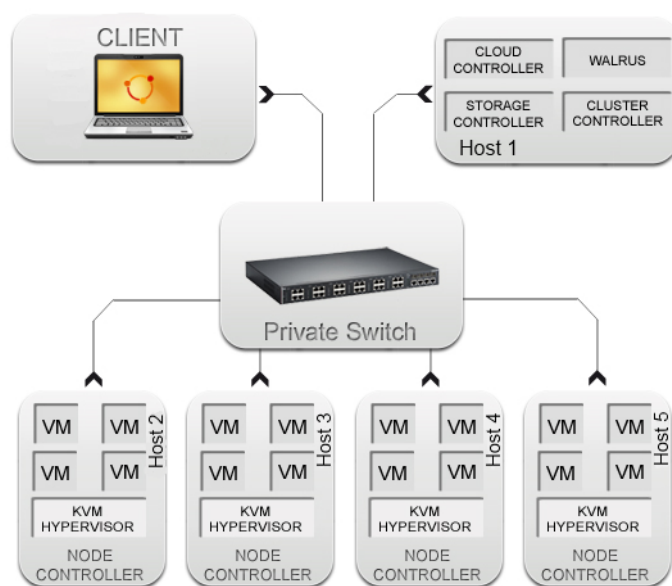 CLIENT
CLOUD
CONTROLLER
WALRUS
STORAGE
CONTROLLER
CLUSTER
CONTROLLER
Host 1
Private Switch
VM
VM
VM
VM
Host 2
KVM
HYPERVISOR
NODE
CONTROLLER
VM
VM
VM
VM
Host 3
KVM
HYPERVISOR
NODE
CONTROLLER
VM
VM
VM
VM
Host 4
KVM
HYPERVISOR
NODE
CONTROLLER
VM
VM
VM
VM
Host 5
KVM
HYPERVISOR
NODE
CONTROLLER